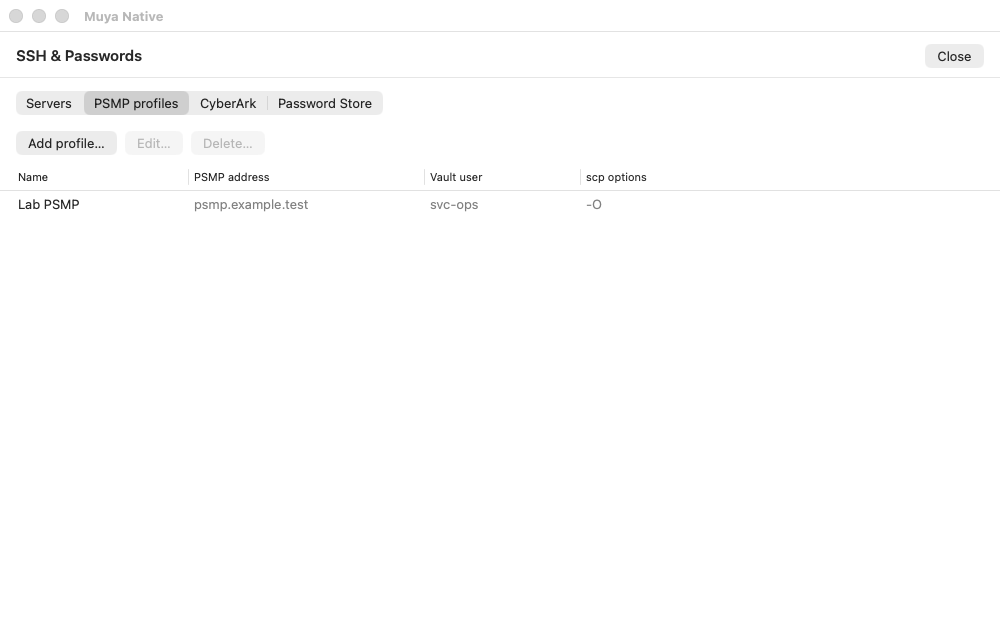 Muya Native
SSH & Passwords
Close
Servers PSMP profiles CyberArk Password Store
Add profile... Edit... Delete...
Name PSMP address Vault user scp options
Lab PSMP psmp.example.test svc-ops -O